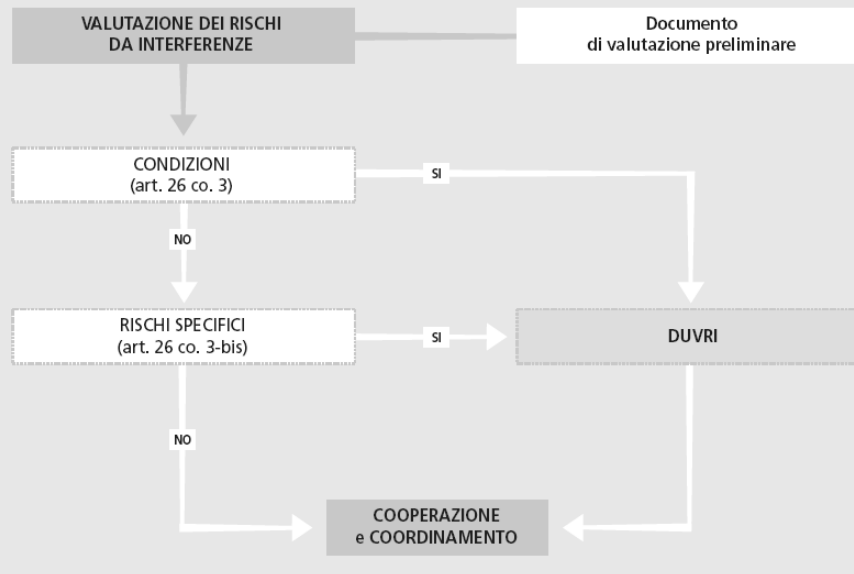 VALUTAZIONE DEI RISCHI
DA INTERFERENZE
Documento
di valutazione preliminare
CONDIZIONI
(art. 26 co. 3)
SI
NO
RISCHI SPECIFICI
(art. 26 co. 3-bis)
SI
DUVRI
NO
COOPERAZIONE
e COORDINAMENTO